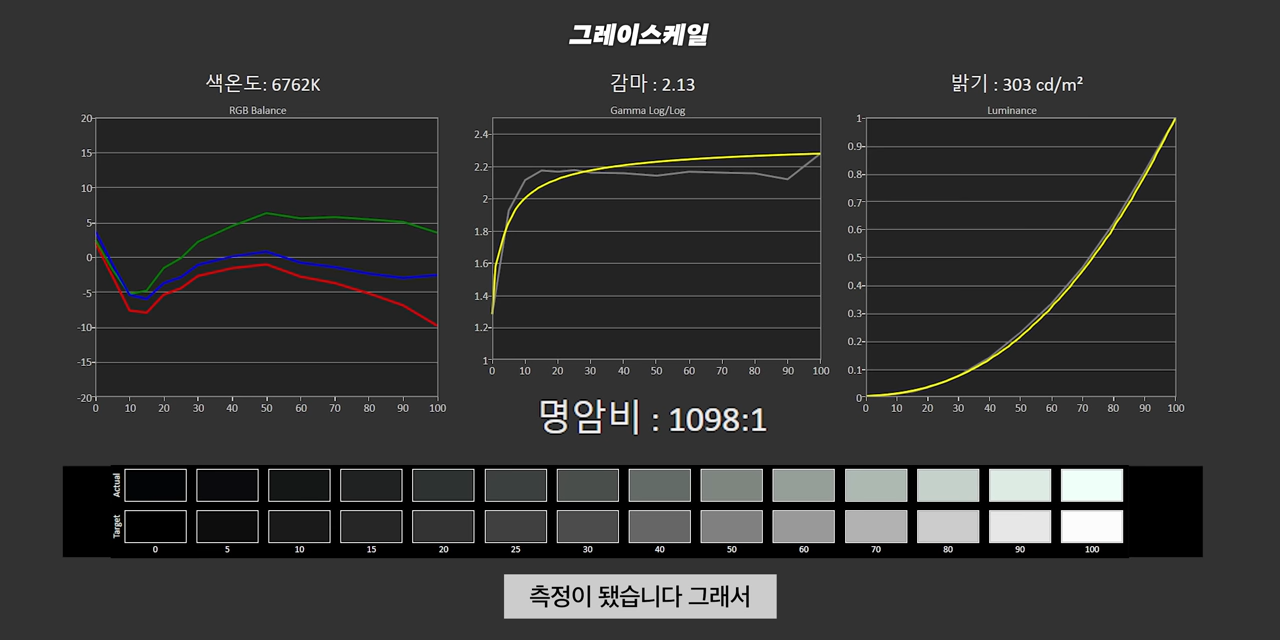 그레이스케일
색온도: 6762K
감마 : 2.13
밝기 : 303 cd/m²
RGB Balance
Gamma Log/Log
Luminance
20
15
10
5
0
-5
-10
-15
-20
0 10 20 30 40 50 60 70 80 90 100
2.4
2.2
2
1.8
1.6
1.4
1.2
1
0 10 20 30 40 50 60 70 80 90 100
1
0.9
0.8
0.7
0.6
0.5
0.4
0.3
0.2
0.1
0
0 10 20 30 40 50 60 70 80 90 100
명암비 : 1098:1
Actual
Target
0 5 10 15 20 25 30 40 50 60 70 80 90 100
측정이 됐습니다 그래서